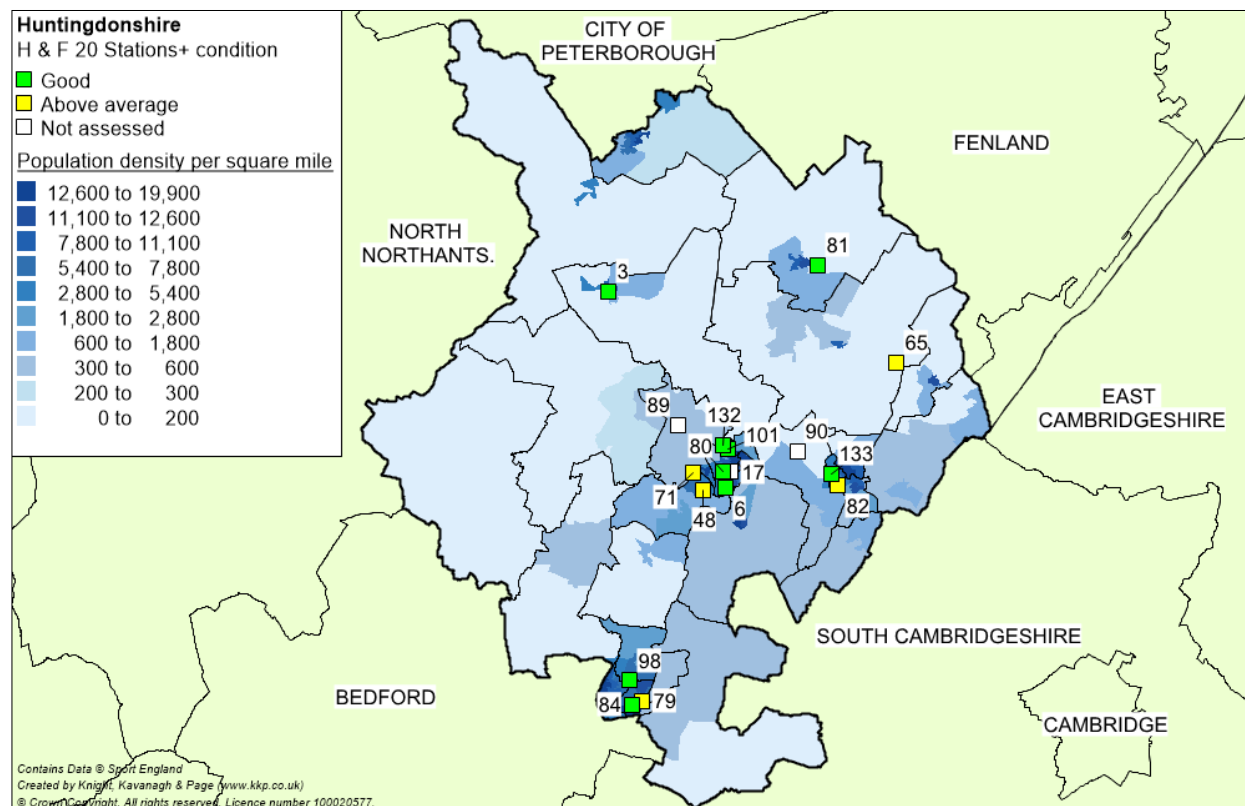 Huntingdonshire
H & F 20 Stations+ condition
Good
Above average
Not assessed
Population density per square mile
12,600 to 19,900
11,100 to 12,600
7,800 to 11,100
5,400 to 7,800
2,800 to 5,400
1,800 to 2,800
600 to 1,800
300 to 600
200 to 300
0 to 200
CITY OF
PETERBOROUGH
FENLAND
NORTH
NORTHANTS.
81
3
65
EAST
CAMBRIDGESHIRE
89
132
101
90
80
17
133
71
48
6
82
SOUTH CAMBRIDGESHIRE
98
BEDFORD
84
79
CAMBRIDGE
Contains Data © Sport England
Created by Knight, Kavanagh & Page (www.kkp.co.uk)
© Crown Copyright. All rights reserved. Licence number 100020577.